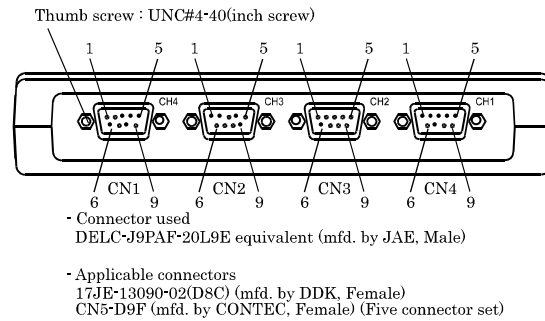 Thumb screw : UNC#4-40(inch screw)
1 5 1 5 1 5 1 5
CH4 CH3 CH2 CH1
6 CN1 9 6 CN2 9 6 CN3 9 6 CN4 9
- Connector used
DELC-J9PAF-20L9E equivalent (mfd. by JAE, Male)
- Applicable connectors
17JE-13090-02(D8C) (mfd. by DDK, Female)
CN5-D9F (mfd. by CONTEC, Female) (Five connector set)